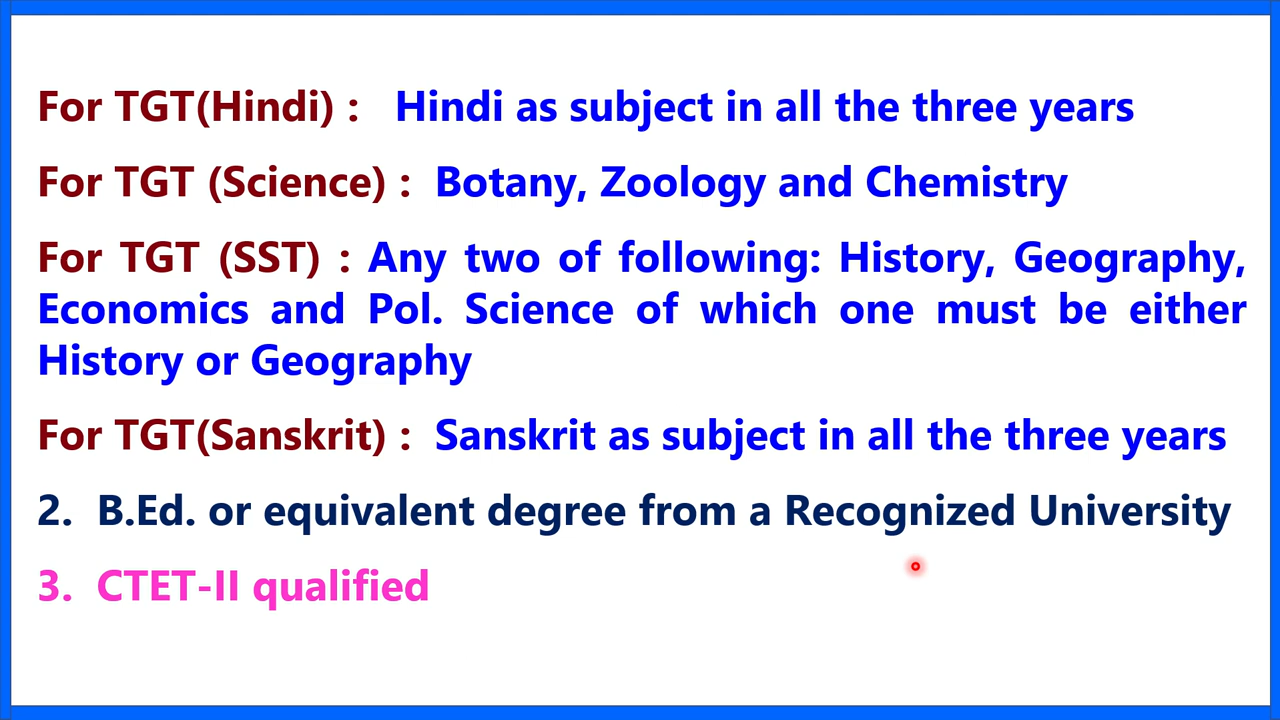 For TGT(Hindi) : Hindi as subject in all the three years
For TGT (Science) : Botany, Zoology and Chemistry
For TGT (SST) : Any two of following: History, Geography,
Economics and Pol. Science of which one must be either
History or Geography
For TGT(Sanskrit) : Sanskrit as subject in all the three years
2. B.Ed. or equivalent degree from a Recognized University
3. CTET-II qualified